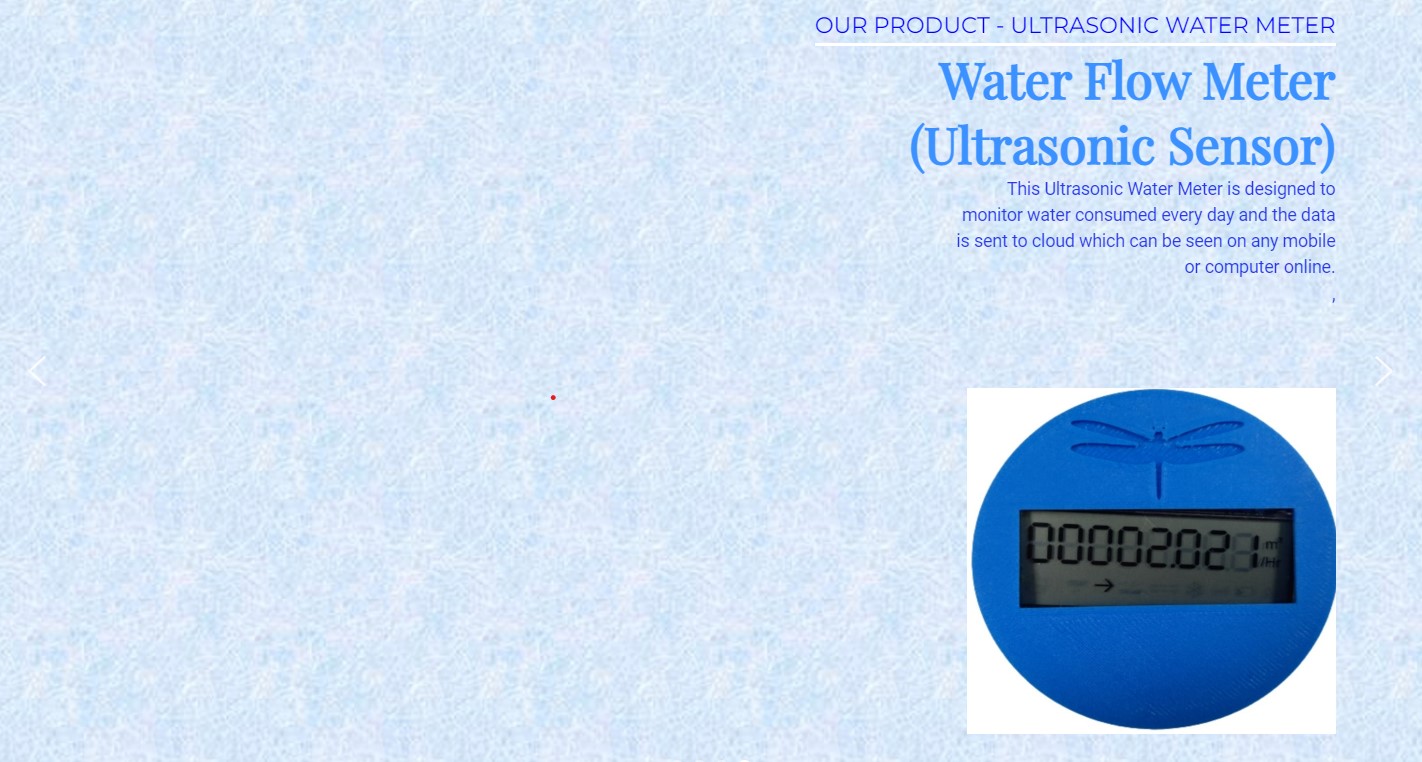 OUR PRODUCT - ULTRASONIC WATER METER
Water Flow Meter
(Ultrasonic Sensor)
This Ultrasonic Water Meter is designed to
monitor water consumed every day and the data
is sent to cloud which can be seen on any mobile
or computer online.
,
00002.021 m³
/Hr